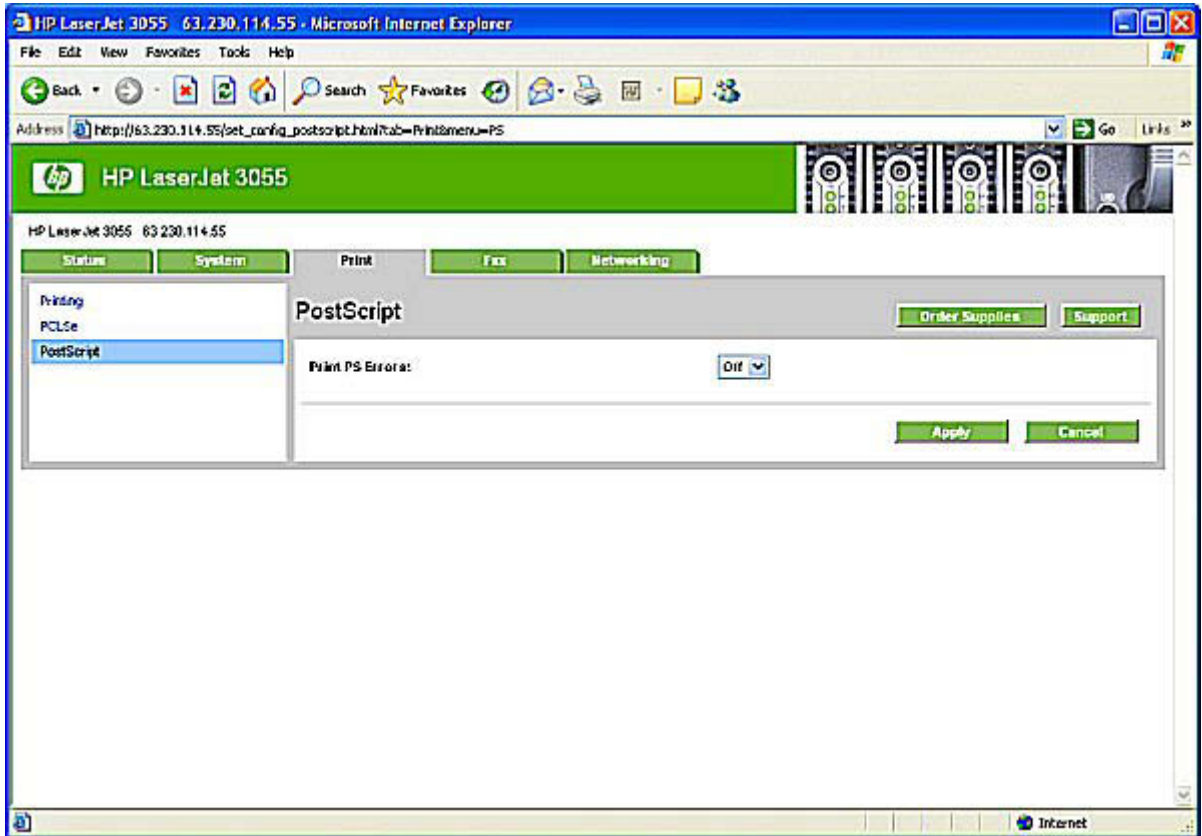 HP LaserJet 3055 63.230.114.55 - Microsoft Internet Explorer
File Edit View Favorites Tools Help
Back Search Favorites W
Address http://63.230.114.55/set_config_postscript.html?tab=Print&menu=PS Go Links »
hp HP LaserJet 3055
HP LaserJet 3055 63.230.114.55
Status System Print Fax Networking
Printing
PCL5e
PostScript
PostScript
Order Supplies Support
Print PS Errors: Off
Apply Cancel
Internet